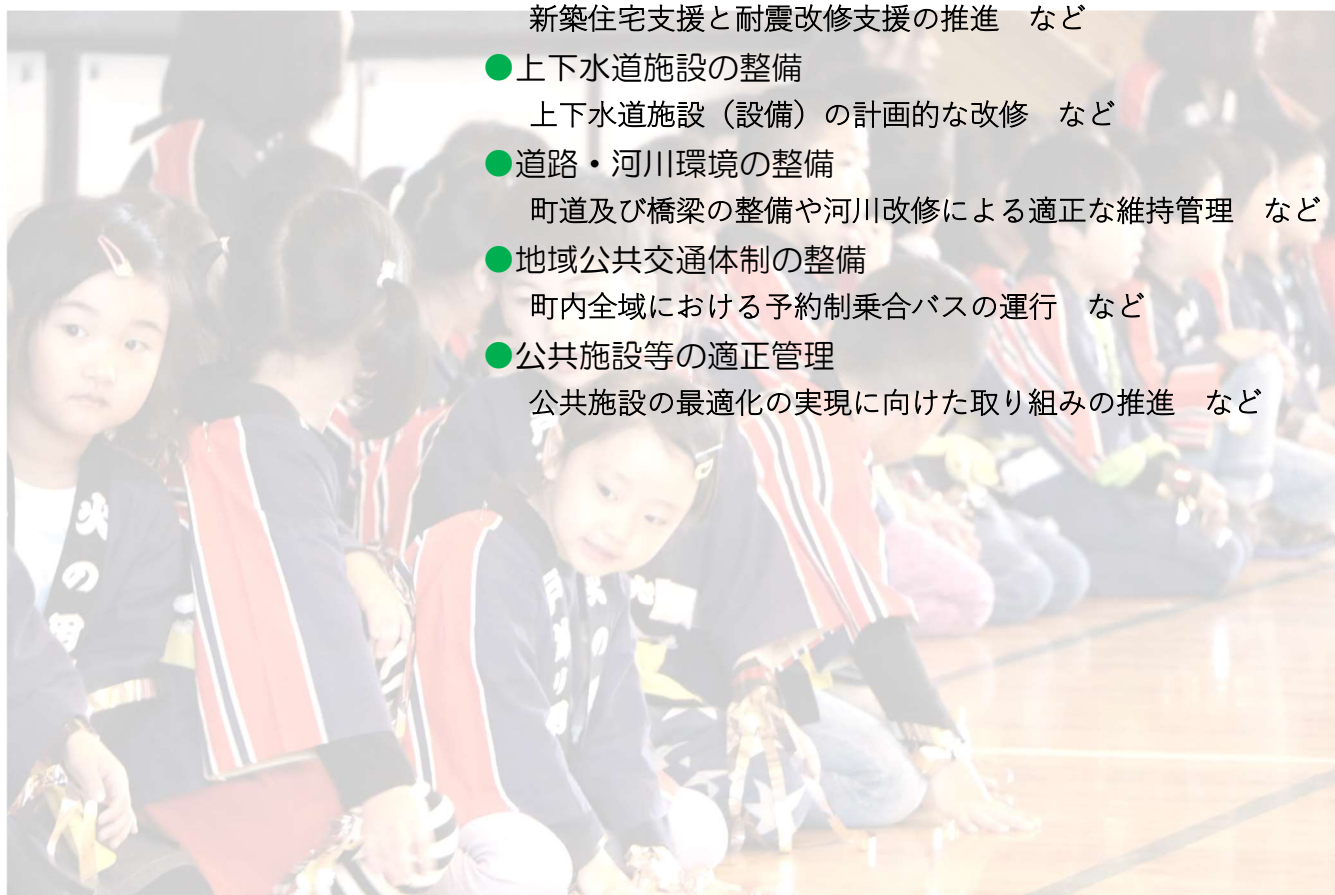 新築住宅支援と耐震改修支援の推進　など
●上下水道施設の整備
上下水道施設（設備）の計画的な改修　など
●道路・河川環境の整備
町道及び橋梁の整備や河川改修による適正な維持管理　など
●地域公共交通体制の整備
町内全域における予約制乗合バスの運行　など
●公共施設等の適正管理
公共施設の最適化の実現に向けた取り組みの推進　など
火の